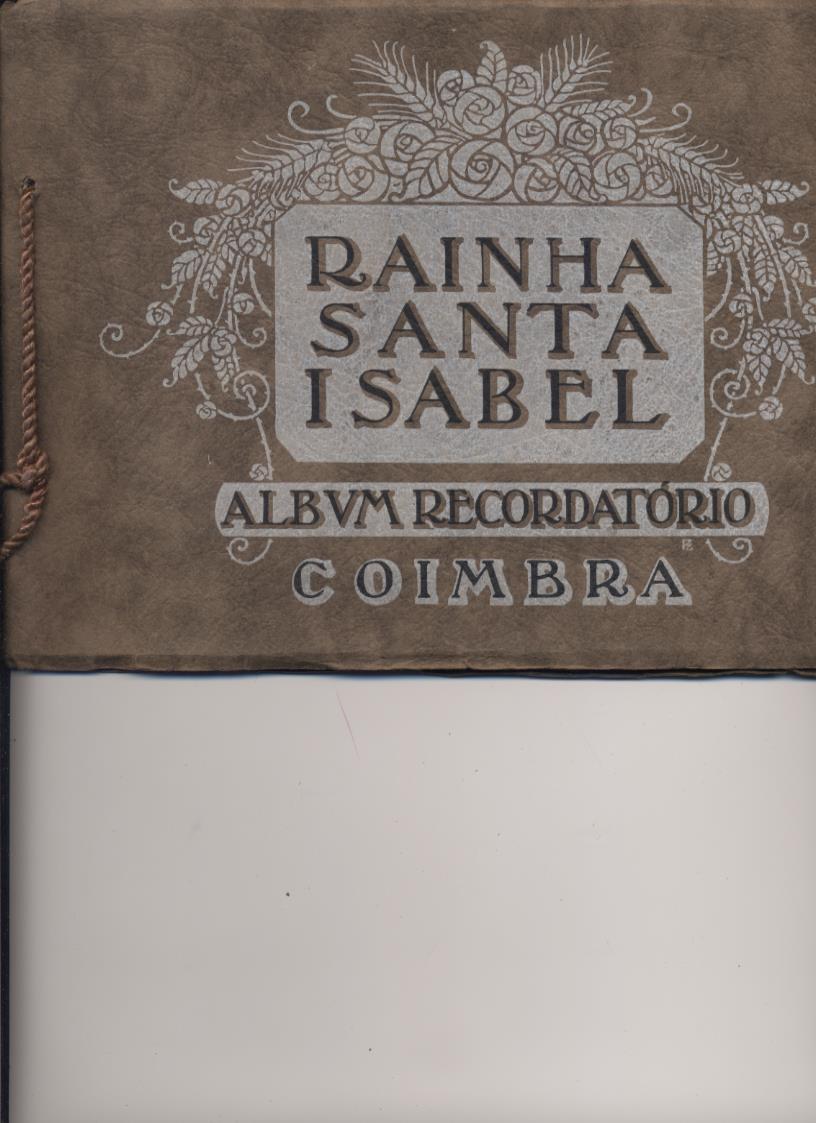 RAINHA
SANTA
ISABEL
ALBVM RECORDATÓRIO
COIMBRA